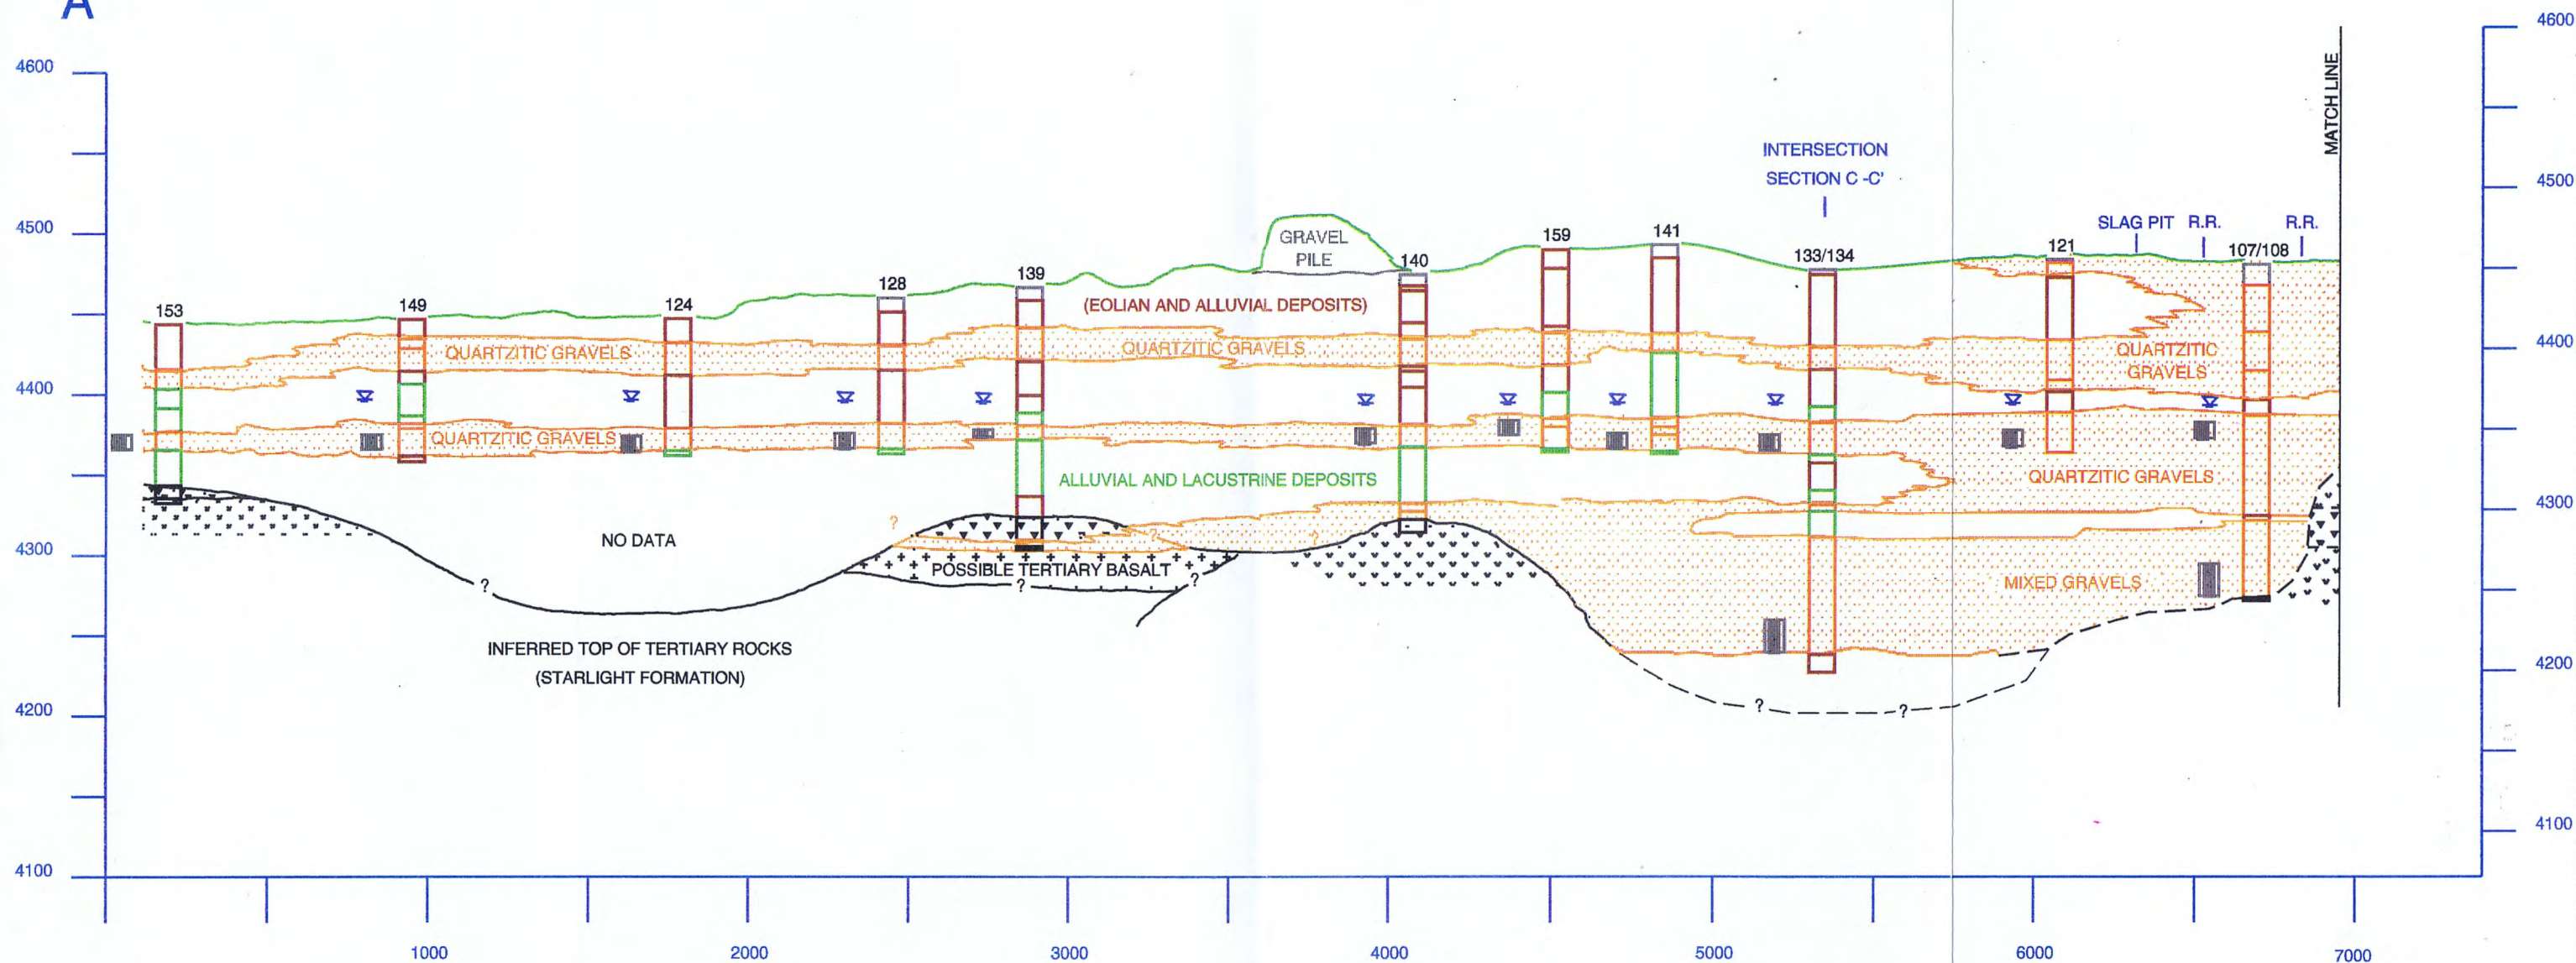 A
4600
4600
MATCH LINE
INTERSECTION
SECTION C -C'
4500
4500
SLAG PIT R.R. R.R.
GRAVEL
PILE
159
141
133/134
121
107/108
140
139
128
153
149
124
(EOLIAN AND ALLUVIAL DEPOSITS)
QUARTZITIC GRAVELS
QUARTZITIC GRAVELS
QUARTZITIC
GRAVELS
4400
4400
QUARTZITIC GRAVELS
ALLUVIAL AND LACUSTRINE DEPOSITS
QUARTZITIC GRAVELS
4300
4300
?
?
?
NO DATA
POSSIBLE TERTIARY BASALT
?
?
?
MIXED GRAVELS
INFERRED TOP OF TERTIARY ROCKS
(STARLIGHT FORMATION)
4200
4200
?
?
4100
4100
1000 2000 3000 4000 5000 6000 7000